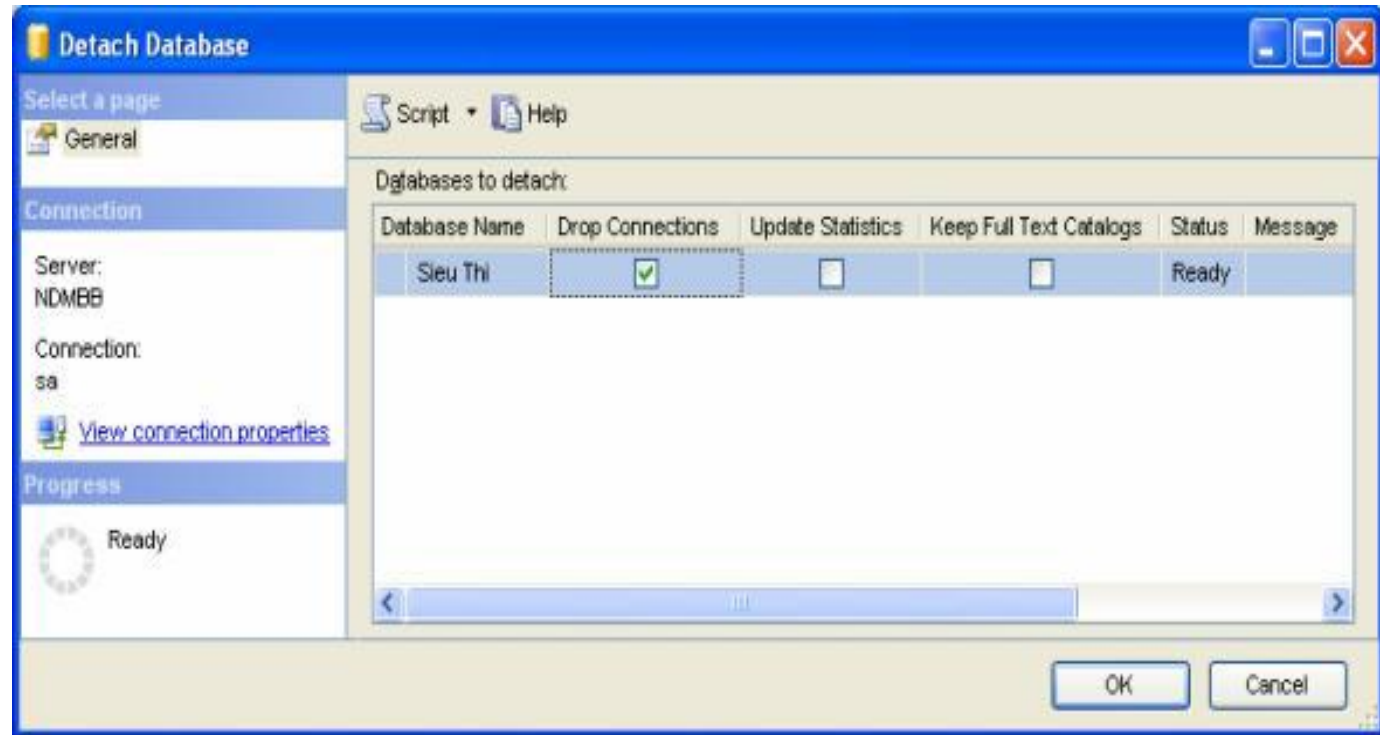 Detach Database
Select a page
General
Script
Help
Databases to detach:
Database Name Drop Connections Update Statistics Keep Full Text Catalogs Status Message
Sieu Thi Ready
Connection
Server:
NDMBB
Connection:
sa
View connection properties
Progress
Ready
OK
Cancel